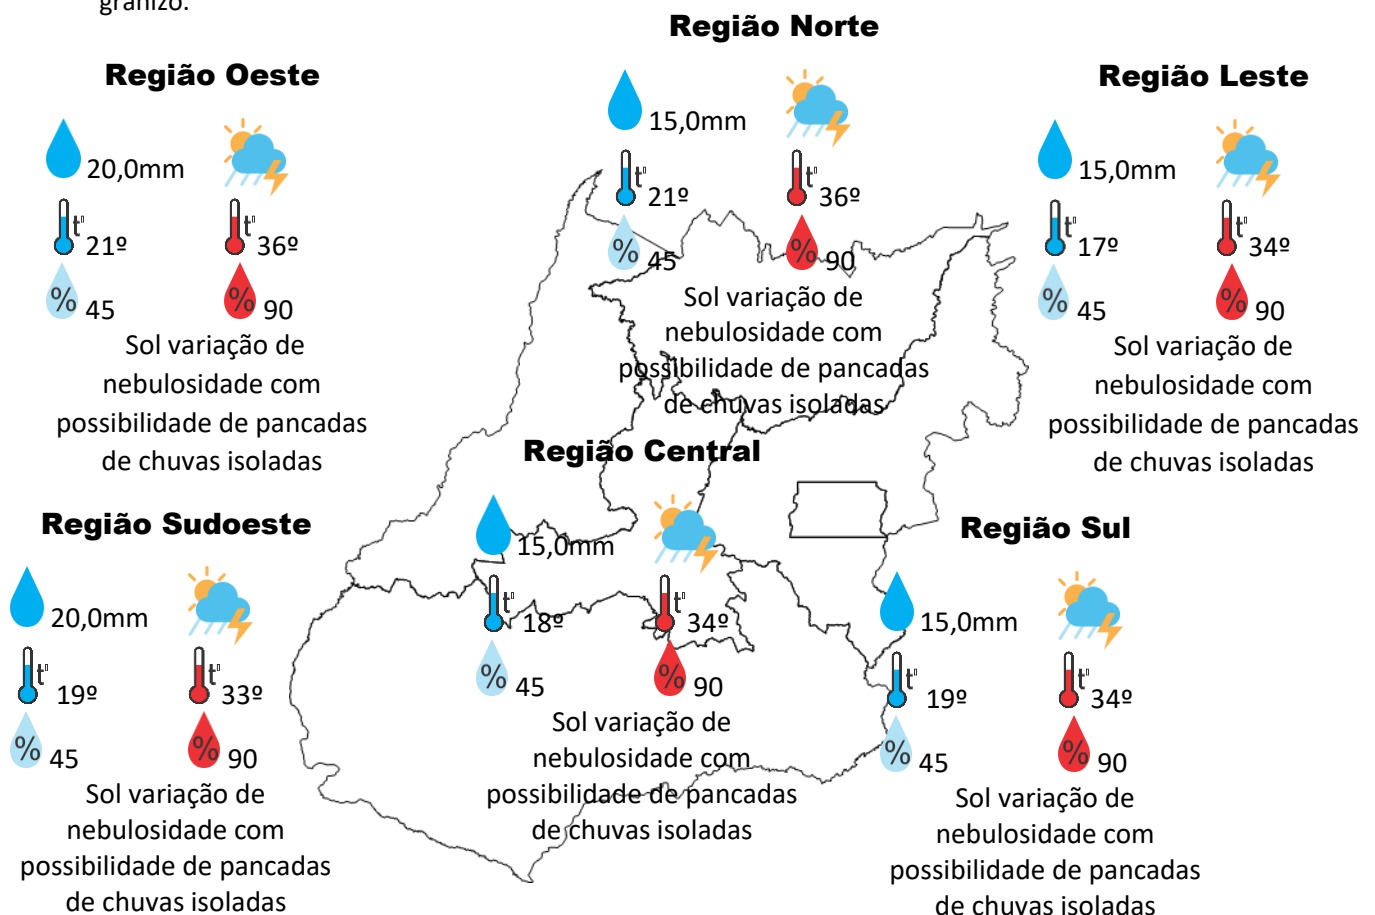 granizo.
Região Norte
15,0mm
t°
21º
t°
36º
%
45
%
90
Sol variação de
nebulosidade com
possibilidade de pancadas
de chuvas isoladas
Região Oeste
20,0mm
t°
21º
t°
36º
%
45
%
90
Sol variação de
nebulosidade com
possibilidade de pancadas
de chuvas isoladas
Região Leste
15,0mm
t°
17º
t°
34º
%
45
%
90
Sol variação de
nebulosidade com
possibilidade de pancadas
de chuvas isoladas
Região Central
15,0mm
t°
18º
t°
34º
%
45
%
90
Sol variação de
nebulosidade com
possibilidade de pancadas
de chuvas isoladas
Região Sudoeste
20,0mm
t°
19º
t°
33º
%
45
%
90
Sol variação de
nebulosidade com
possibilidade de pancadas
de chuvas isoladas
Região Sul
15,0mm
t°
19º
t°
34º
%
45
%
90
Sol variação de
nebulosidade com
possibilidade de pancadas
de chuvas isoladas